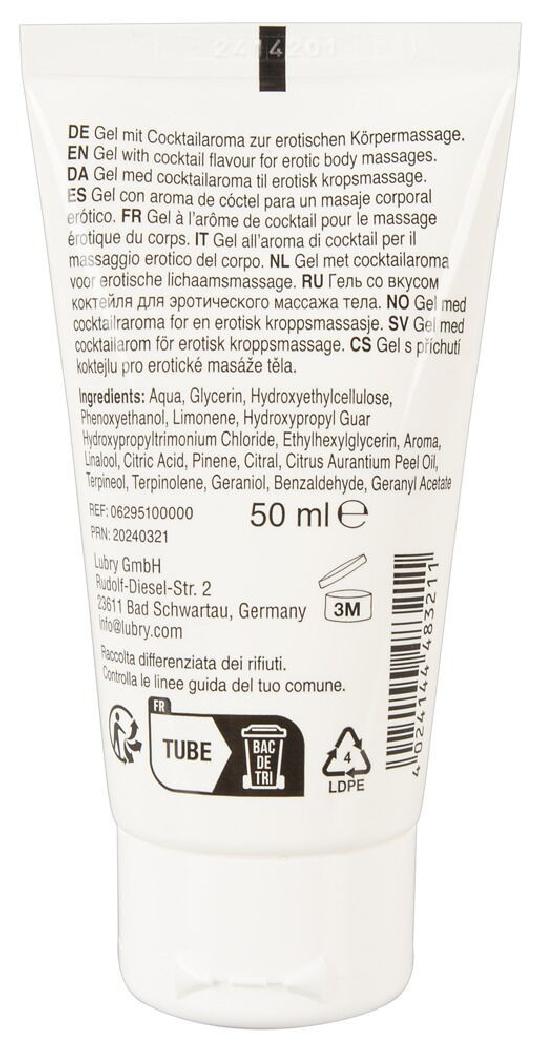 2414201
DE Gel mit Cocktailaroma zur erotischen Körpermassage.
EN Gel with cocktail flavour for erotic body massages.
DA Gel med cocktailaroma til erotisk kropsmassage.
ES Gel con aroma de cóctel para un masaje corporal
erótico. FR Gel à l'arôme de cocktail pour le massage
érotique du corps. IT Gel all'aroma di cocktail per il
massaggio erotico del corpo. NL Gel met cocktailaroma
voor erotische lichaamsmassage. RU Гель со вкусом
коктейля для эротического массажа тела. NO Gel med
cocktailraroma for en erotisk kroppsmassasje. SV Gel med
cocktailarom för erotisk kroppsmassage. CS Gel s příchutí
koktejlu pro erotické masáže těla.
Ingredients: Aqua, Glycerin, Hydroxyethylcellulose,
Phenoxyethanol, Limonene, Hydroxypropyl Guar
Hydroxypropyltrimonium Chloride, Ethylhexylglycerin, Aroma,
Linalool, Citric Acid, Pinene, Citral, Citrus Aurantium Peel Oil,
Terpineol, Terpinolene, Geraniol, Benzaldehyde, Geranyl Acetate
REF: 06295100000
PRN: 20240321
50 ml ℮
Lubry GmbH
Rudolf-Diesel-Str. 2
23611 Bad Schwartau, Germany
info@lubry.com
3M
Raccolta differenziata dei rifiuti.
Controlla le linee guida del tuo comune.
FR
TUBE
BAC
DE
TRI
4
LDPE
4 024144 483211